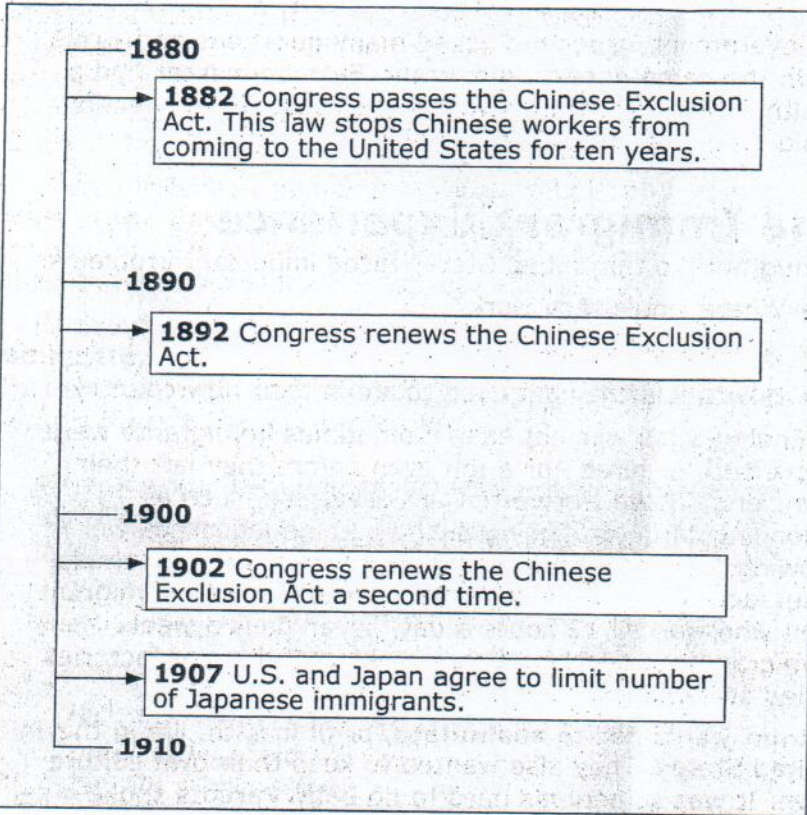 1880
1882 Congress passes the Chinese Exclusion
Act. This law stops Chinese workers from
coming to the United States for ten years.
1890
1892 Congress renews the Chinese Exclusion
Act.
1900
1902 Congress renews the Chinese
Exclusion Act a second time.
1907 U.S. and Japan agree to limit number
of Japanese immigrants.
1910